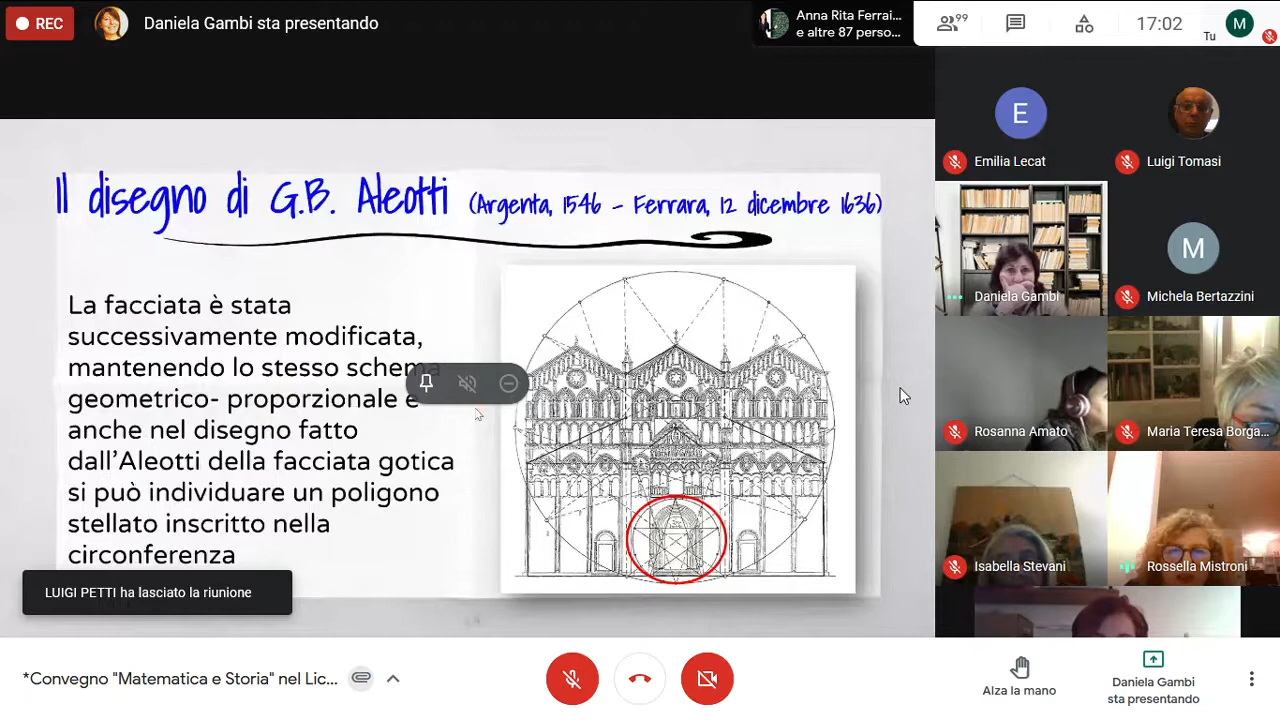 REC
Daniela Gambi sta presentando
Anna Rita Ferrai...
e altre 87 perso...
99
17:02
Tu
M
Il disegno di G.B. Aleotti (Argenta, 1546 - Ferrara, 12 dicembre 1636)
La facciata è stata
successivamente modificata,
mantenendo lo stesso schema
geometrico- proporzionale e
anche nel disegno fatto
dall'Aleotti della facciata gotica
si può individuare un poligono
stellato inscritto nella
circonferenza
LUIGI PETTI ha lasciato la riunione
E
Emilia Lecat
Luigi Tomasi
Daniela Gambi
M
Michela Bertazzini
Rosanna Amato
Maria Teresa Borga...
Isabella Stevani
Rossella Mistroni
*Convegno "Matematica e Storia" nel Lic...
Alza la mano
Daniela Gambi
sta presentando